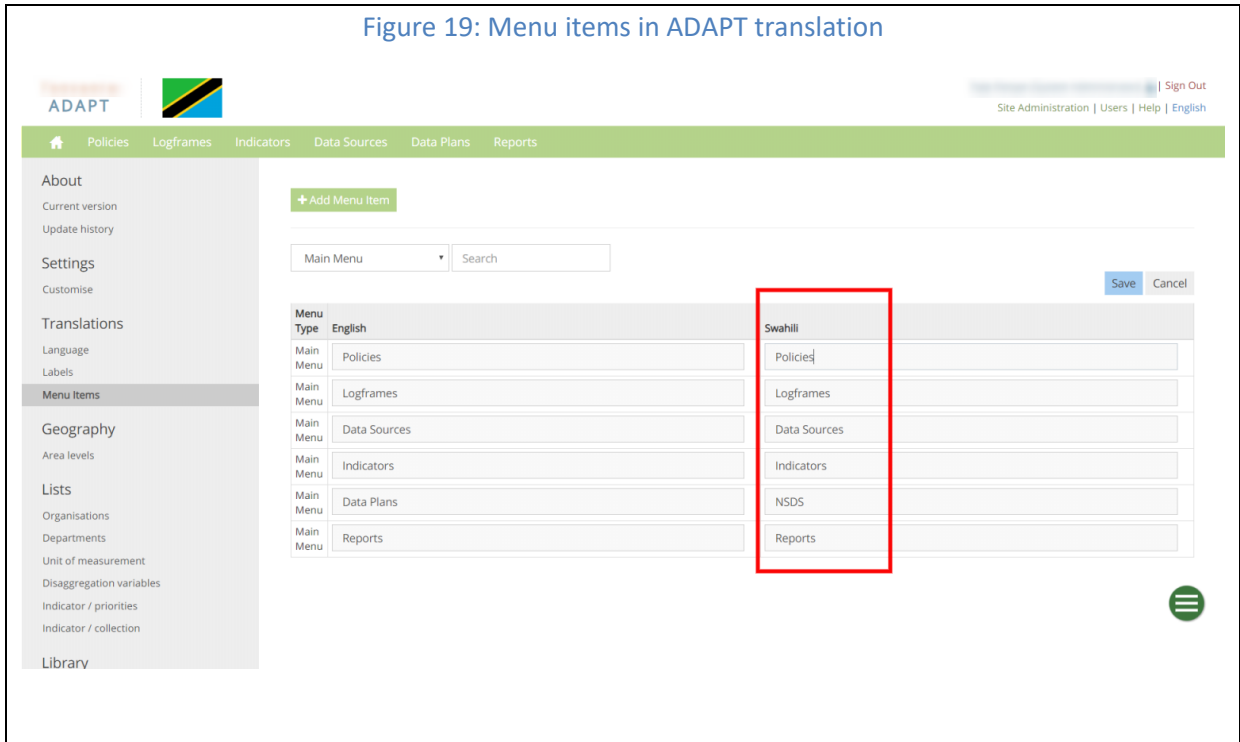 Figure 19: Menu items in ADAPT translation
ADAPT
| Sign Out
Site Administration | Users | Help | English
Policies Logframes Indicators Data Sources Data Plans Reports
About
Current version
Update history
Settings
Customise
Translations
Language
Labels
Menu Items
Geography
Area levels
Lists
Organisations
Departments
Unit of measurement
Disaggregation variables
Indicator / priorities
Indicator / collection
Library
+ Add Menu Item
Main Menu Search
Save Cancel
Menu Type English Swahili
Main Menu Policies Policies
Main Menu Logframes Logframes
Main Menu Data Sources Data Sources
Main Menu Indicators Indicators
Main Menu Data Plans NSDS
Main Menu Reports Reports